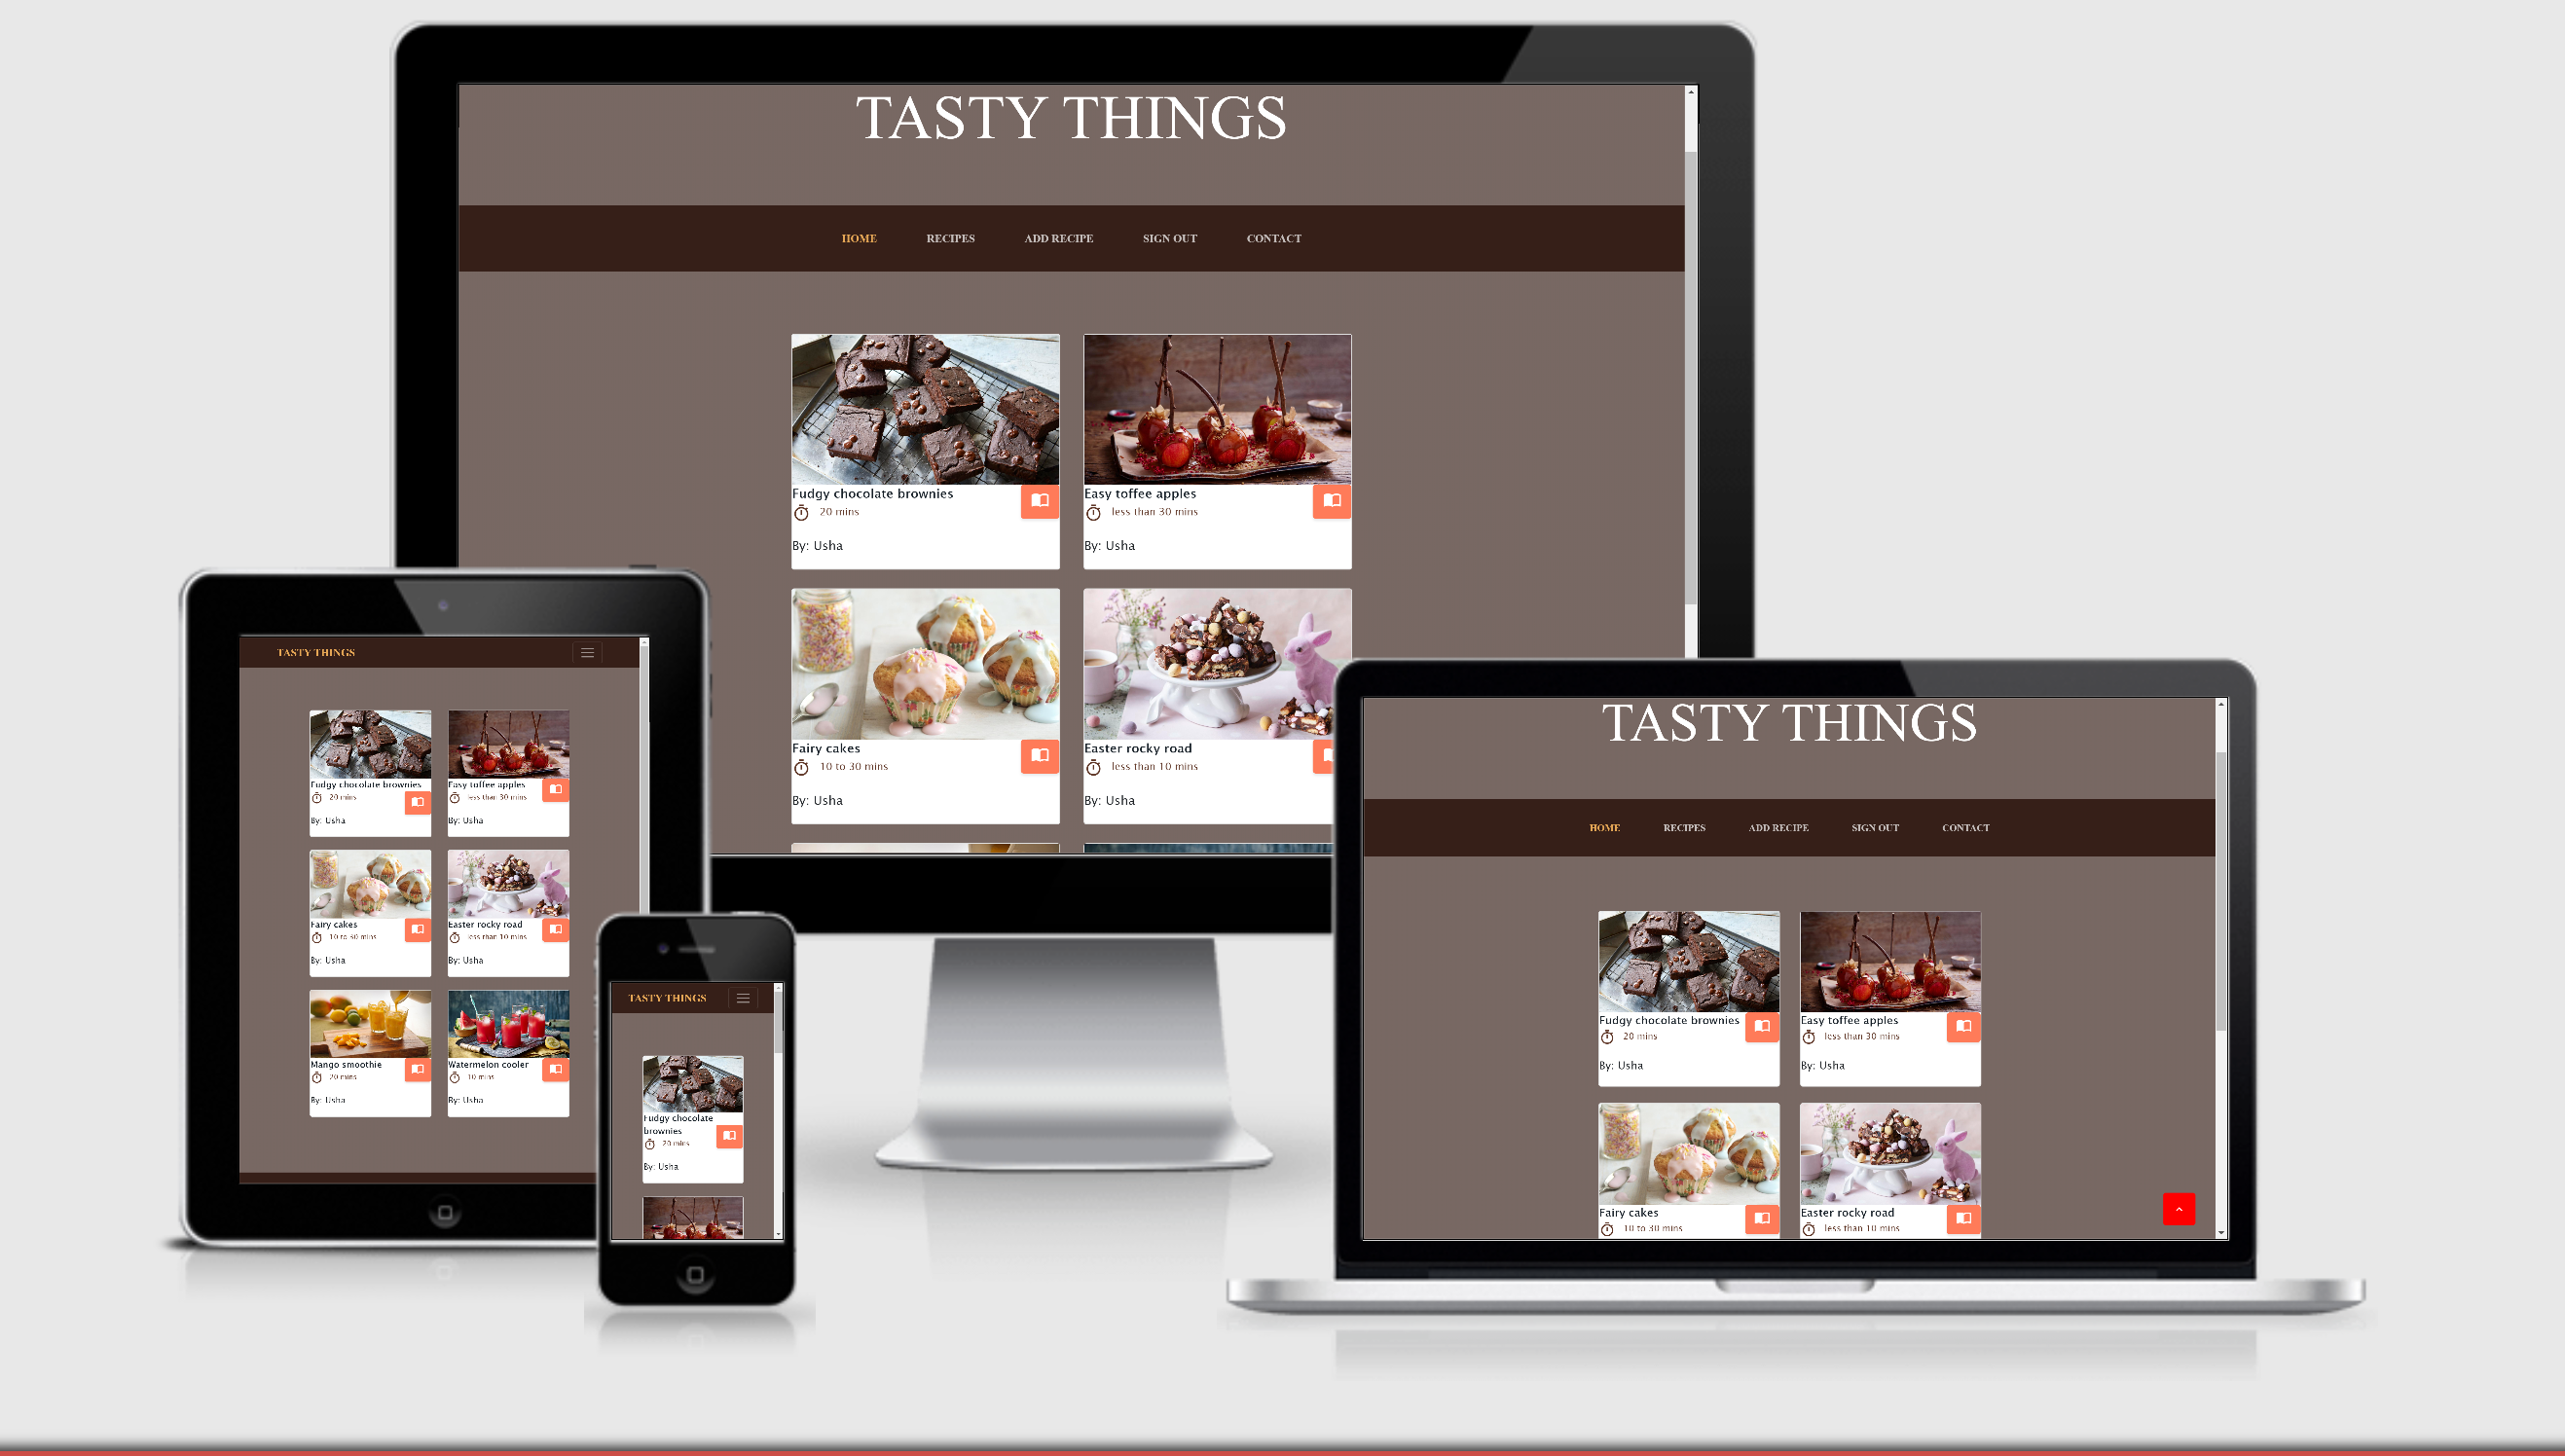 TASTY THINGS
HOME RECIPES ADD RECIPE SIGN OUT CONTACT
Fudgy chocolate brownies
20 mins
By: Usha
Easy toffee apples
less than 30 mins
By: Usha
Fairy cakes
10 to 30 mins
By: Usha
Easter rocky road
less than 10 mins
By: Usha
TASTY THINGS
Fudgy chocolate brownies
20 mins
By: Usha
Easy toffee apples
less than 30 mins
By: Usha
Fairy cakes
10 to 30 mins
By: Usha
Easter rocky road
less than 10 mins
By: Usha
Mango smoothie
20 mins
By: Usha
Watermelon cooler
10 mins
By: Usha
TASTY THINGS
Fudgy chocolate
brownies
20 mins
By: Usha
TASTY THINGS
HOME RECIPES ADD RECIPE SIGN OUT CONTACT
Fudgy chocolate brownies
20 mins
By: Usha
Easy toffee apples
less than 30 mins
By: Usha
Fairy cakes
10 to 30 mins
Easter rocky road
less than 10 mins